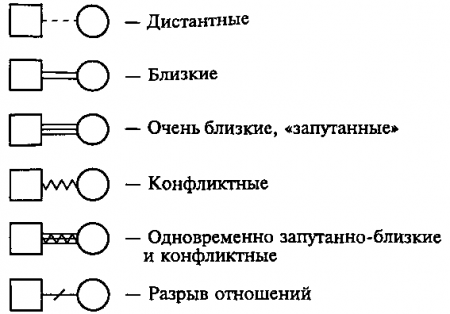 — Дистантные
— Близкие
— Очень близкие, «запутанные»
— Конфликтные
— Одновременно запутанно-близкие
и конфликтные
— Разрыв отношений